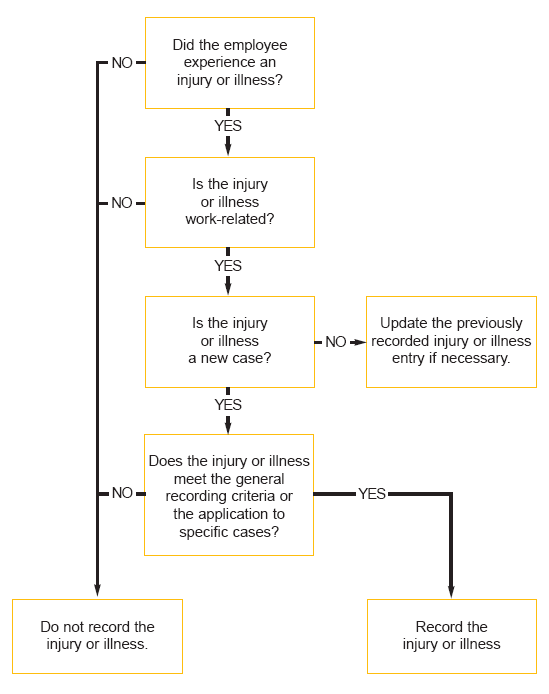 Did the employee
experience an
injury or illness?
NO
YES
Is the injury
or illness
work-related?
NO
YES
Is the injury
or illness
a new case?
NO
Update the previously
recorded injury or illness
entry if necessary.
YES
Does the injury or illness
meet the general
recording criteria or
the application to
specific cases?
NO
YES
Do not record the
injury or illness.
Record the
injury or illness